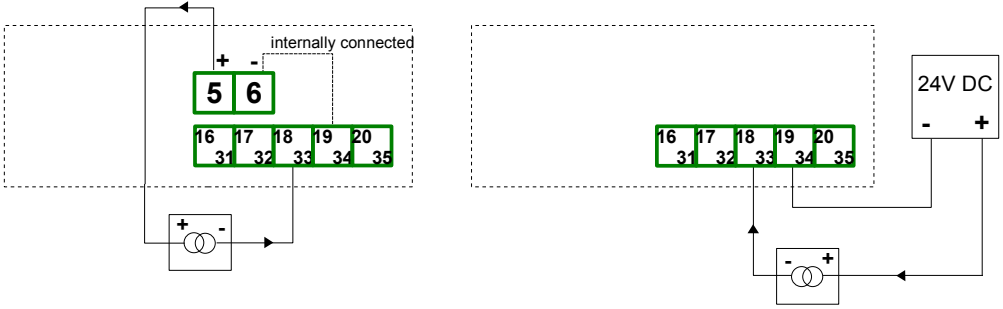 internally connected
+ -
5 6
16 17 18 19 20
31 32 33 34 35
+ -
24V DC
- +
16 17 18 19 20
31 32 33 34 35
- +